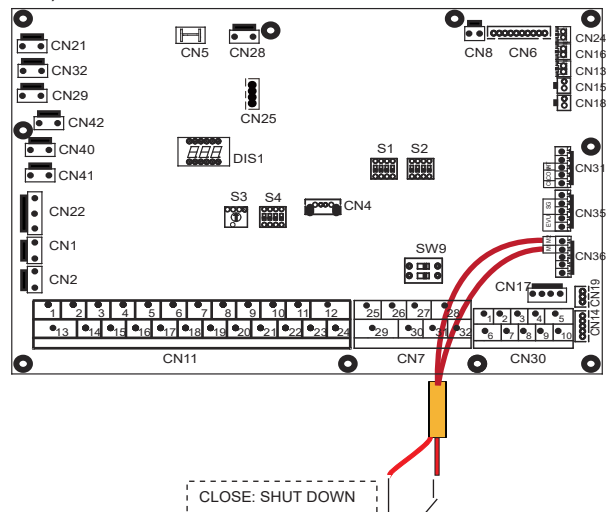 CN21
CN5
CN28
CN8
CN6
CN24
CN16
CN32
CN13
CN29
CN15
CN18
CN25
CN42
CN40
DIS1
S1
S2
CN41
CN31
S3
S4
CN4
SG
CN35
CN22
EVU
M1 M2
CN36
CN1
SW9
CN17
CN19
CN2
1 2 3 4 5 6 7 8 9 10 11 12
25 26 27 28
1 2 3 4 5
CN14
13 14 15 16 17 18 19 20 21 22 23 24
29 30 31 32
6 7 8 9 10
CN11
CN7
CN30
CLOSE: SHUT DOWN